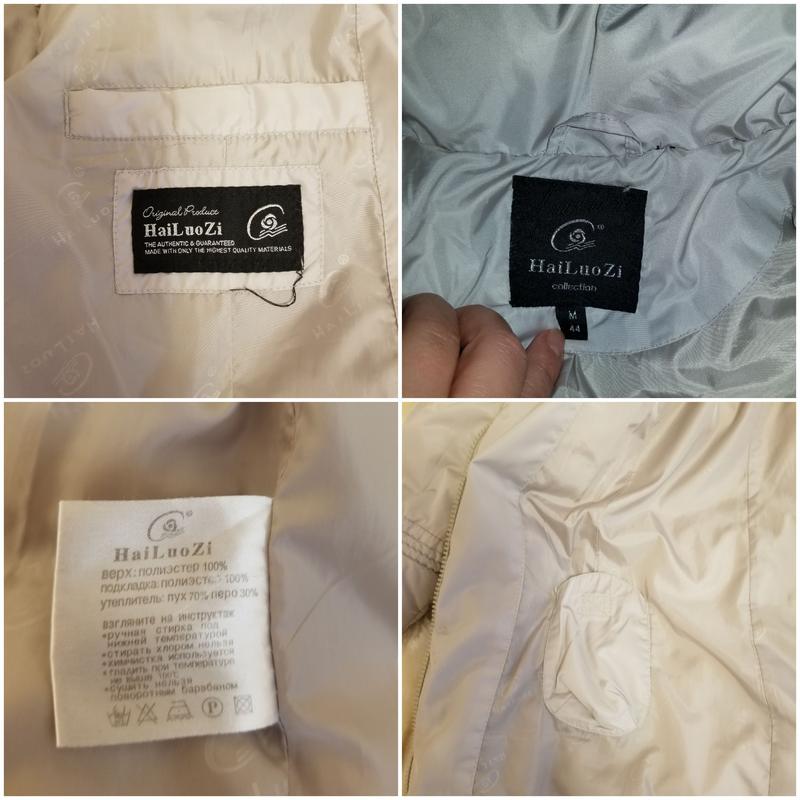 Original Product
HaiLuoZi
THE AUTHENTIC & GUARANTEED
MADE WITH ONLY THE HIGHEST QUALITY MATERIALS
®
HaiLuoZi
collection
M
44
HaiLuoZi
верх: полиэстер 100%
подкладка: полиэстер 100%
утеплитель: пух 70% перо 30%
взгляните на инструктаж
•ручная стирка под
нижней температурой
•стирать хлором нельзя
•химчистка используется
•гладить при температуре
не выше 100℃
•сушить нельзя
поворотным барабаном
P